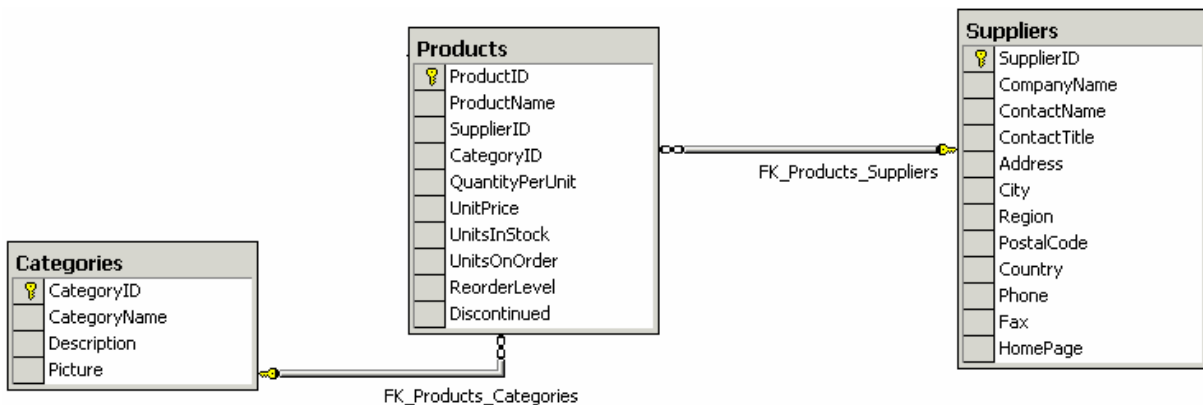 Products
ProductID
ProductName
SupplierID
CategoryID
QuantityPerUnit
UnitPrice
UnitsInStock
UnitsOnOrder
ReorderLevel
Discontinued
Suppliers
SupplierID
CompanyName
ContactName
ContactTitle
Address
City
Region
PostalCode
Country
Phone
Fax
HomePage
FK_Products_Suppliers
Categories
CategoryID
CategoryName
Description
Picture
FK_Products_Categories